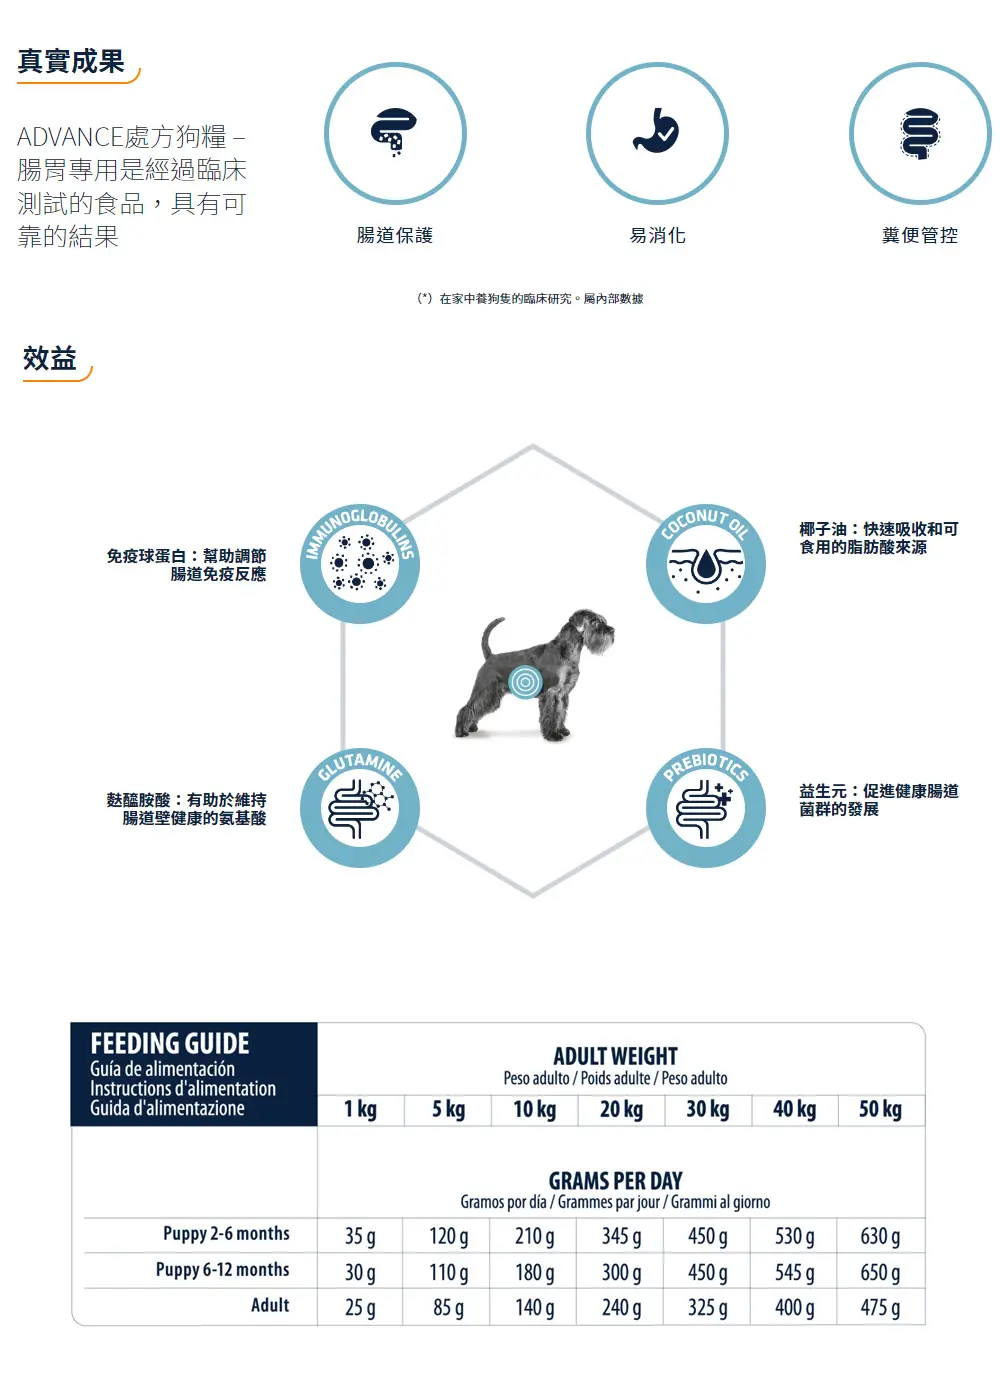 真實成果
ADVANCE處方狗糧 –
腸胃專用是經過臨床
測試的食品，具有可
靠的結果
腸道保護
易消化
糞便管控
（*）在家中養狗隻的臨床研究。屬內部數據
效益
IMMUNOGLOBULINS
免疫球蛋白：幫助調節
腸道免疫反應
COCONUT OIL
椰子油：快速吸收和可
食用的脂肪酸來源
GLUTAMINE
麩醯胺酸：有助於維持
腸道壁健康的氨基酸
PREBIOTICS
益生元：促進健康腸道
菌群的發展
FEEDING GUIDE
Guía de alimentación
Instructions d'alimentation
Guida d'alimentazione
ADULT WEIGHT
Peso adulto / Poids adulte / Peso adulto
1 kg 5 kg 10 kg 20 kg 30 kg 40 kg 50 kg
GRAMS PER DAY
Gramos por día / Grammes par jour / Grammi al giorno
Puppy 2-6 months 35 g 120 g 210 g 345 g 450 g 530 g 630 g
Puppy 6-12 months 30 g 110 g 180 g 300 g 450 g 545 g 650 g
Adult 25 g 85 g 140 g 240 g 325 g 400 g 475 g